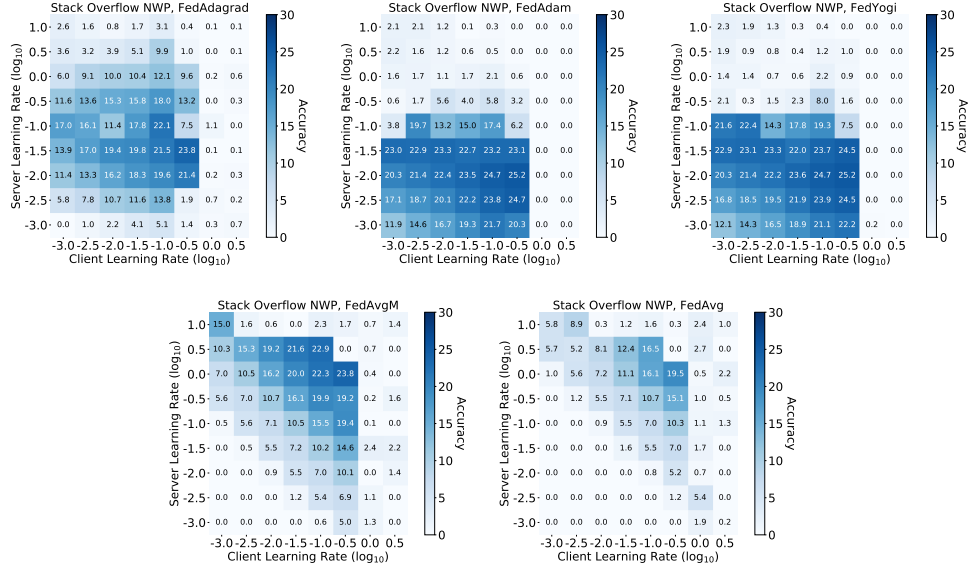 Stack Overflow NWP, FedAdagrad
Server Learning Rate (log10)
1.0 2.6 1.6 0.8 1.7 3.1 0.4 0.1 0.1
0.5 3.6 3.2 3.9 5.1 9.9 1.0 0.0 0.1
0.0 6.0 9.1 10.0 10.4 12.1 9.6 0.2 0.6
-0.5 11.6 13.6 15.3 15.8 18.0 13.2 0.0 0.3
-1.0 17.0 16.1 11.4 17.8 22.1 7.5 1.1 0.0
-1.5 13.9 17.0 19.4 19.8 21.5 23.8 0.1 0.0
-2.0 11.4 13.3 16.2 18.3 19.6 21.4 0.1 0.0
-2.5 5.8 7.8 10.7 11.6 13.8 1.9 0.7 0.2
-3.0 0.0 1.0 2.2 4.1 5.1 1.4 0.3 0.7
-3.0 -2.5 -2.0 -1.5 -1.0 -0.5 0.0 0.5
Client Learning Rate (log10)
30
25
20
15
10
5
0
Accuracy
Stack Overflow NWP, FedAdam
Server Learning Rate (log10)
1.0 2.1 2.1 0.2 0.1 0.4 0.0 0.0 0.0
0.5 2.2 1.2 1.2 0.6 0.5 0.1 0.0 0.0
0.0 1.6 1.7 1.1 1.7 2.1 0.6 0.0 0.0
-0.5 0.6 1.7 5.6 4.0 5.8 3.2 0.0 0.0
-1.0 3.8 19.7 13.2 15.0 17.4 6.2 0.0 0.0
-1.5 23.0 22.9 23.3 22.7 23.2 23.1 0.0 0.0
-2.0 20.3 21.4 22.4 23.5 24.7 25.2 0.0 0.0
-2.5 17.1 18.7 20.1 22.2 23.8 24.7 0.0 0.0
-3.0 11.9 14.6 16.7 19.3 21.7 20.3 0.0 0.0
-3.0 -2.5 -2.0 -1.5 -1.0 -0.5 0.0 0.5
Client Learning Rate (log10)
30
25
20
15
10
5
0
Accuracy
Stack Overflow NWP, FedYogi
Server Learning Rate (log10)
1.0 2.3 1.9 1.3 0.3 0.4 0.0 0.0 0.0
0.5 1.9 0.9 0.8 0.4 1.2 0.0 0.0 0.0
0.0 1.4 1.4 0.7 0.6 2.2 0.9 0.0 0.0
-0.5 2.1 0.3 1.5 2.3 8.0 1.6 0.0 0.0
-1.0 21.6 22.4 14.3 17.8 19.3 7.5 0.0 0.0
-1.5 22.9 23.1 23.3 22.0 23.7 24.5 0.0 0.0
-2.0 20.3 21.4 22.2 23.6 24.7 25.2 0.0 0.0
-2.5 16.8 18.5 19.5 21.9 23.9 24.5 0.0 0.0
-3.0 12.1 14.3 16.5 18.9 21.1 22.2 0.2 0.0
-3.0 -2.5 -2.0 -1.5 -1.0 -0.5 0.0 0.5
Client Learning Rate (log10)
30
25
20
15
10
5
0
Accuracy
Stack Overflow NWP, FedAvgM
Server Learning Rate (log10)
1.0 15.0 1.6 0.6 0.0 2.3 1.7 0.7 1.4
0.5 10.3 15.3 19.2 21.6 22.9 0.0 0.7 0.0
0.0 7.0 10.5 16.2 20.0 22.3 23.8 0.4 0.0
-0.5 5.6 7.0 10.7 16.1 19.9 19.2 0.2 1.6
-1.0 0.5 5.6 7.1 10.5 15.5 19.4 0.1 0.0
-1.5 0.0 0.5 5.5 7.2 10.2 14.6 2.4 2.2
-2.0 0.0 0.0 0.9 5.5 7.0 10.1 0.0 1.4
-2.5 0.0 0.0 0.0 1.2 5.4 6.9 1.1 0.0
-3.0 0.0 0.0 0.0 0.0 0.6 5.0 1.3 0.0
-3.0 -2.5 -2.0 -1.5 -1.0 -0.5 0.0 0.5
Client Learning Rate (log10)
30
25
20
15
10
5
0
Accuracy
Stack Overflow NWP, FedAvg
Server Learning Rate (log10)
1.0 5.8 8.9 0.3 1.2 1.6 0.3 2.4 1.0
0.5 5.7 5.2 8.1 12.4 16.5 0.0 2.7 0.0
0.0 1.0 5.6 7.2 11.1 16.1 19.5 0.5 2.2
-0.5 0.0 1.2 5.5 7.1 10.7 15.1 0.0 0.0
-1.0 0.0 0.0 0.9 5.5 7.0 10.3 1.1 1.3
-1.5 0.0 0.0 0.0 1.6 5.5 7.0 1.7 0.0
-2.0 0.0 0.0 0.0 0.0 0.8 5.2 0.7 0.0
-2.5 0.0 0.0 0.0 0.0 0.0 1.2 5.4 0.0
-3.0 0.0 0.0 0.0 0.0 0.0 0.0 1.9 0.2
-3.0 -2.5 -2.0 -1.5 -1.0 -0.5 0.0 0.5
Client Learning Rate (log10)
30
25
20
15
10
5
0
Accuracy